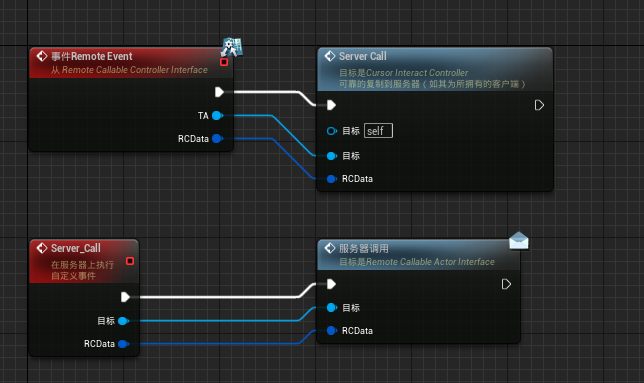 事件Remote Event
从 Remote Callable Controller Interface
TA
RCData
Server Call
目标是Cursor Interact Controller
可靠的复制到服务器（如其为所拥有的客户端）
目标 self
目标
RCData
Server_Call
在服务器上执行
自定义事件
目标
RCData
服务器调用
目标是Remote Callable Actor Interface
目标
RCData